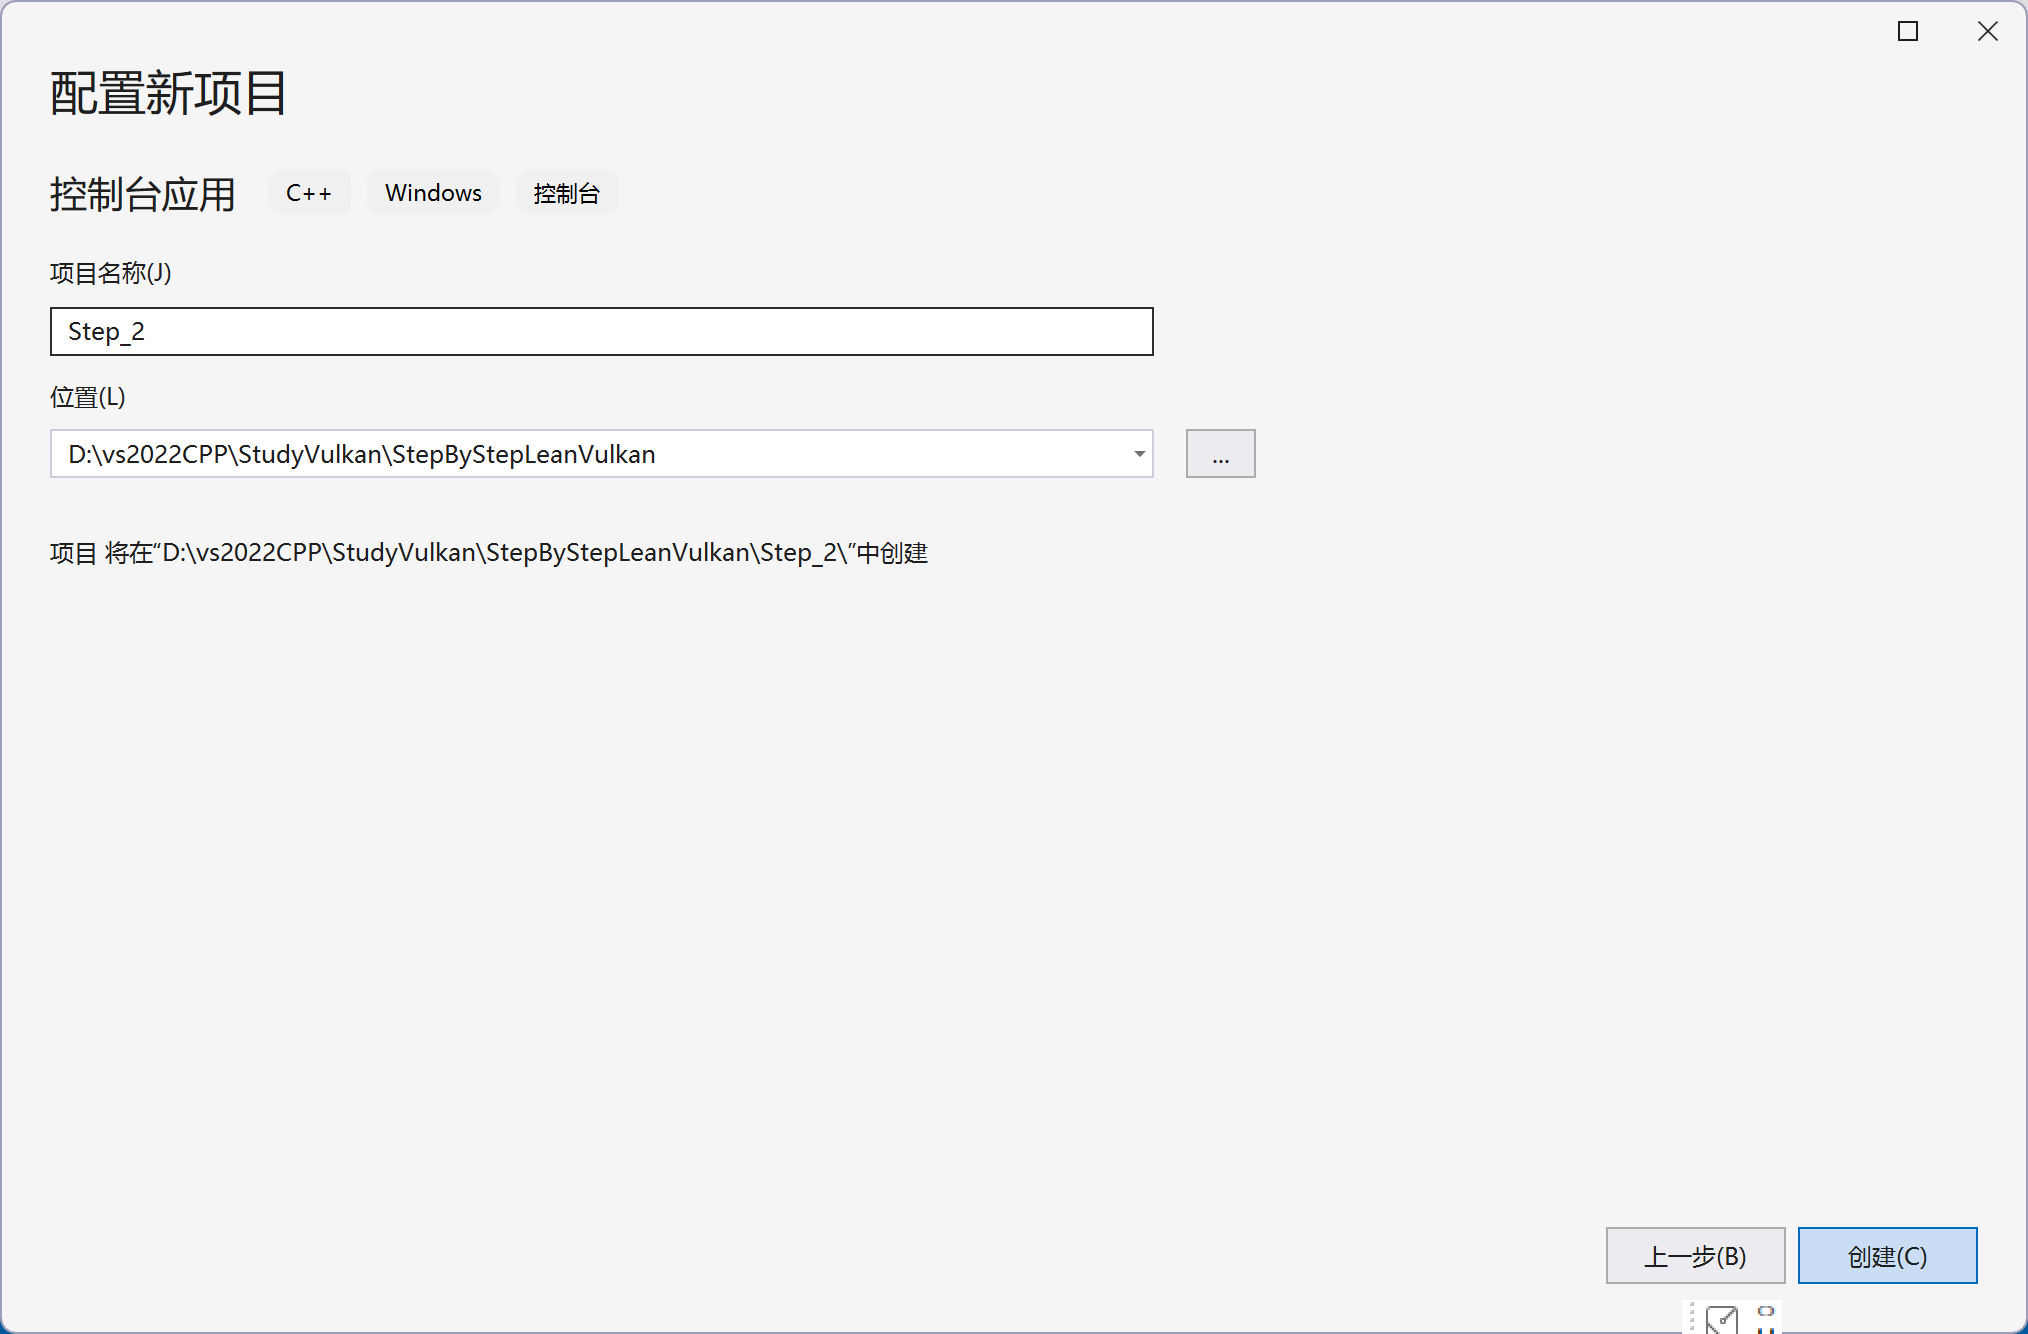 配置新项目
控制台应用 C++ Windows 控制台
项目名称(J)
Step_2
位置(L)
D:\vs2022CPP\StudyVulkan\StepByStepLeanVulkan
...
项目 将在“D:\vs2022CPP\StudyVulkan\StepByStepLeanVulkan\Step_2\”中创建
上一步(B) 创建(C)